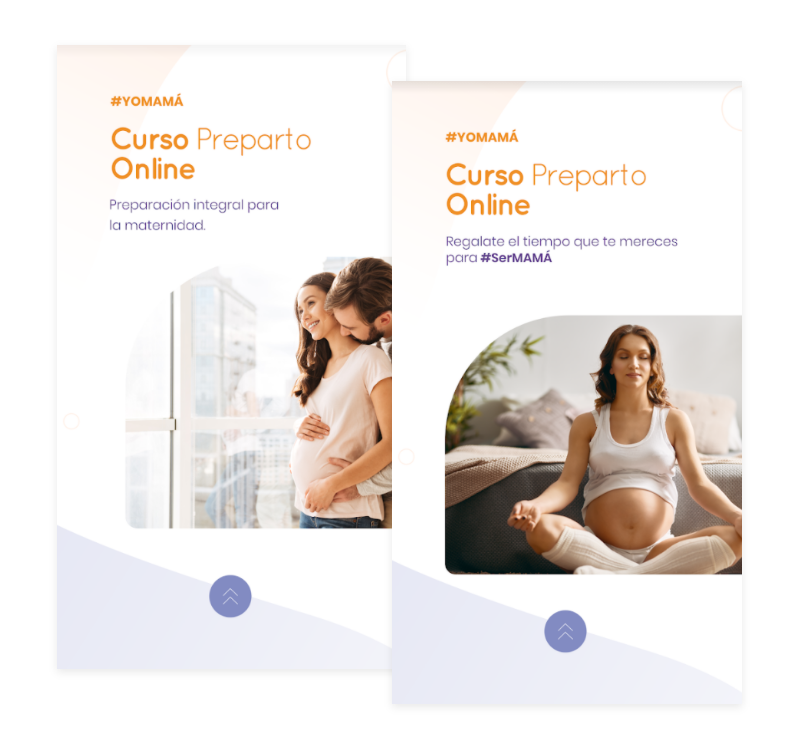 #YOMAMÁ
Curso Preparto
Online
Preparación integral para
la maternidad.
#YOMAMÁ
Curso Preparto
Online
Regalate el tiempo que te mereces
para #SerMAMÁ